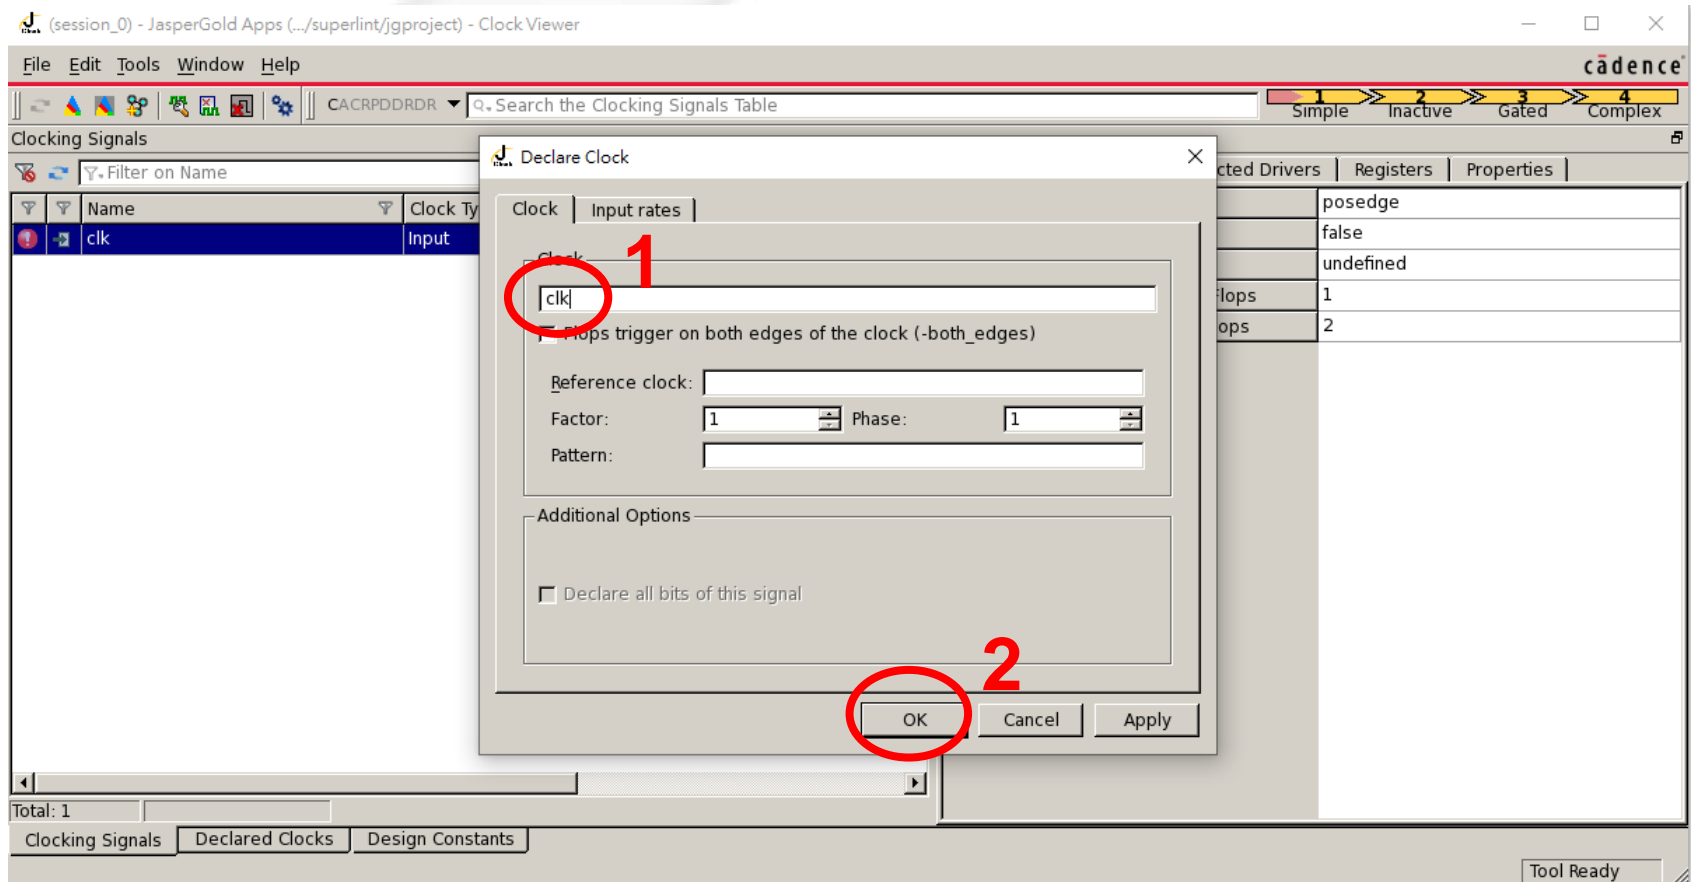 (session_0) - JasperGold Apps (.../superlint/jgproject) - Clock Viewer
File Edit Tools Window Help
cādence
CACRPDDRDR
Search the Clocking Signals Table
1 2 3 4
Simple Inactive Gated Complex
Clocking Signals
Filter on Name
Name Clock Ty
clk Input
Declare Clock
Clock Input rates
1
Clock
clk
Flops trigger on both edges of the clock (-both_edges)
Reference clock:
Factor: 1 Phase: 1
Pattern:
Additional Options
Declare all bits of this signal
2
OK Cancel Apply
cted Drivers Registers Properties
posedge
false
undefined
Flops 1
ops 2
Total: 1
Clocking Signals Declared Clocks Design Constants
Tool Ready